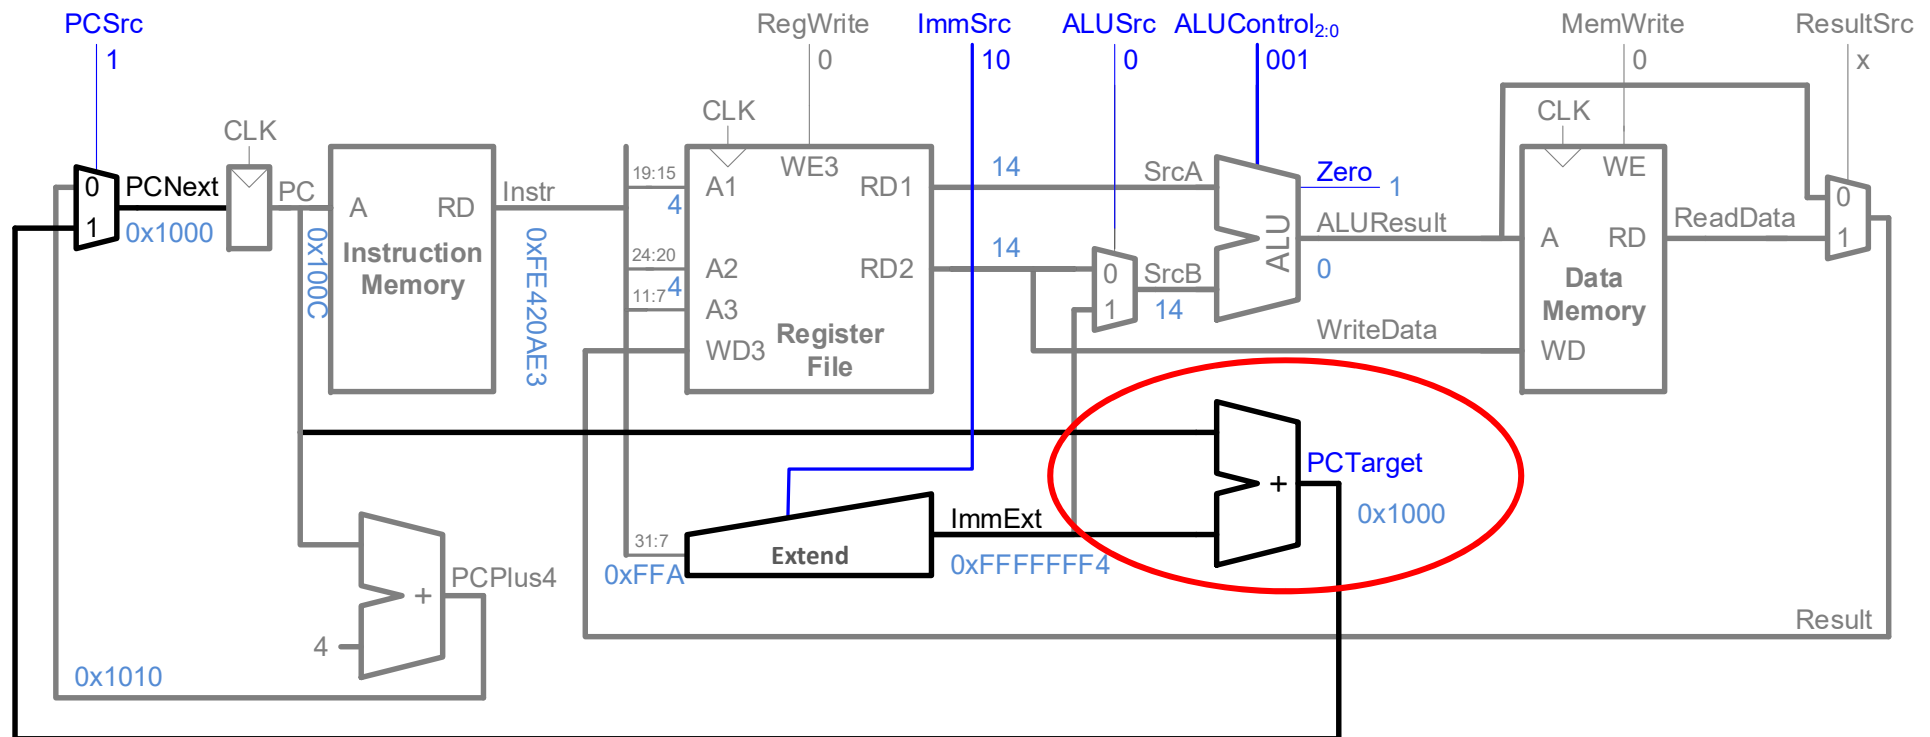 PCSrc
1
RegWrite
0
ImmSrc
10
ALUSrc
0
ALUControl2:0
001
MemWrite
0
ResultSrc
x
0
1
PCNext
0x1000
CLK
PC
0x100C
A
RD
Instruction
Memory
Instr
0xFE420AE3
19:15
4
24:20
4
11:7
31:7
0xFFA
CLK
WE3
A1
RD1
A2
RD2
A3
WD3
Register
File
14
14
0
1
SrcA
SrcB
14
ALU
Zero
1
ALUResult
0
WriteData
CLK
WE
A
RD
Data
Memory
WD
ReadData
0
1
Extend
ImmExt
0xFFFFFFF4
+
PCTarget
0x1000
PCPlus4
+
4
0x1010
Result